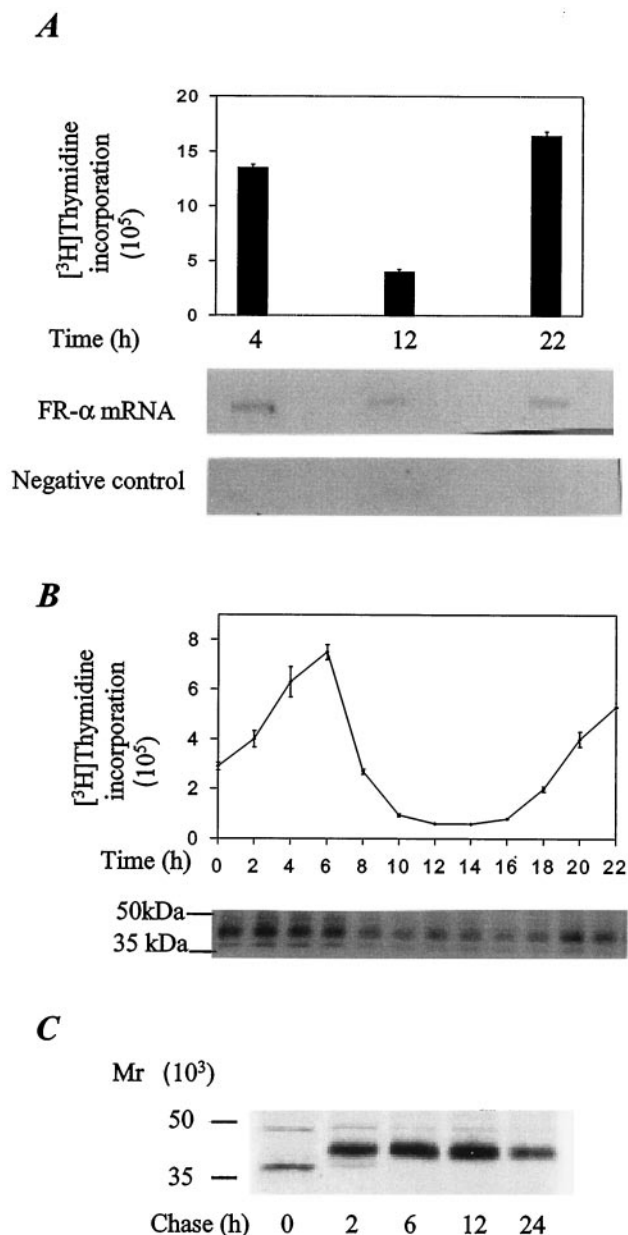 A
[³H]Thymidine
incorporation
(10⁵)
20
15
10
5
0
Time (h) 4 12 22
FR-α mRNA
Negative control
B
[³H]Thymidine
incorporation
(10⁵)
8
6
4
2
0
Time (h) 0 2 4 6 8 10 12 14 16 18 20 22
50kDa
35 kDa
C
Mr (10³)
50
35
Chase (h) 0 2 6 12 24